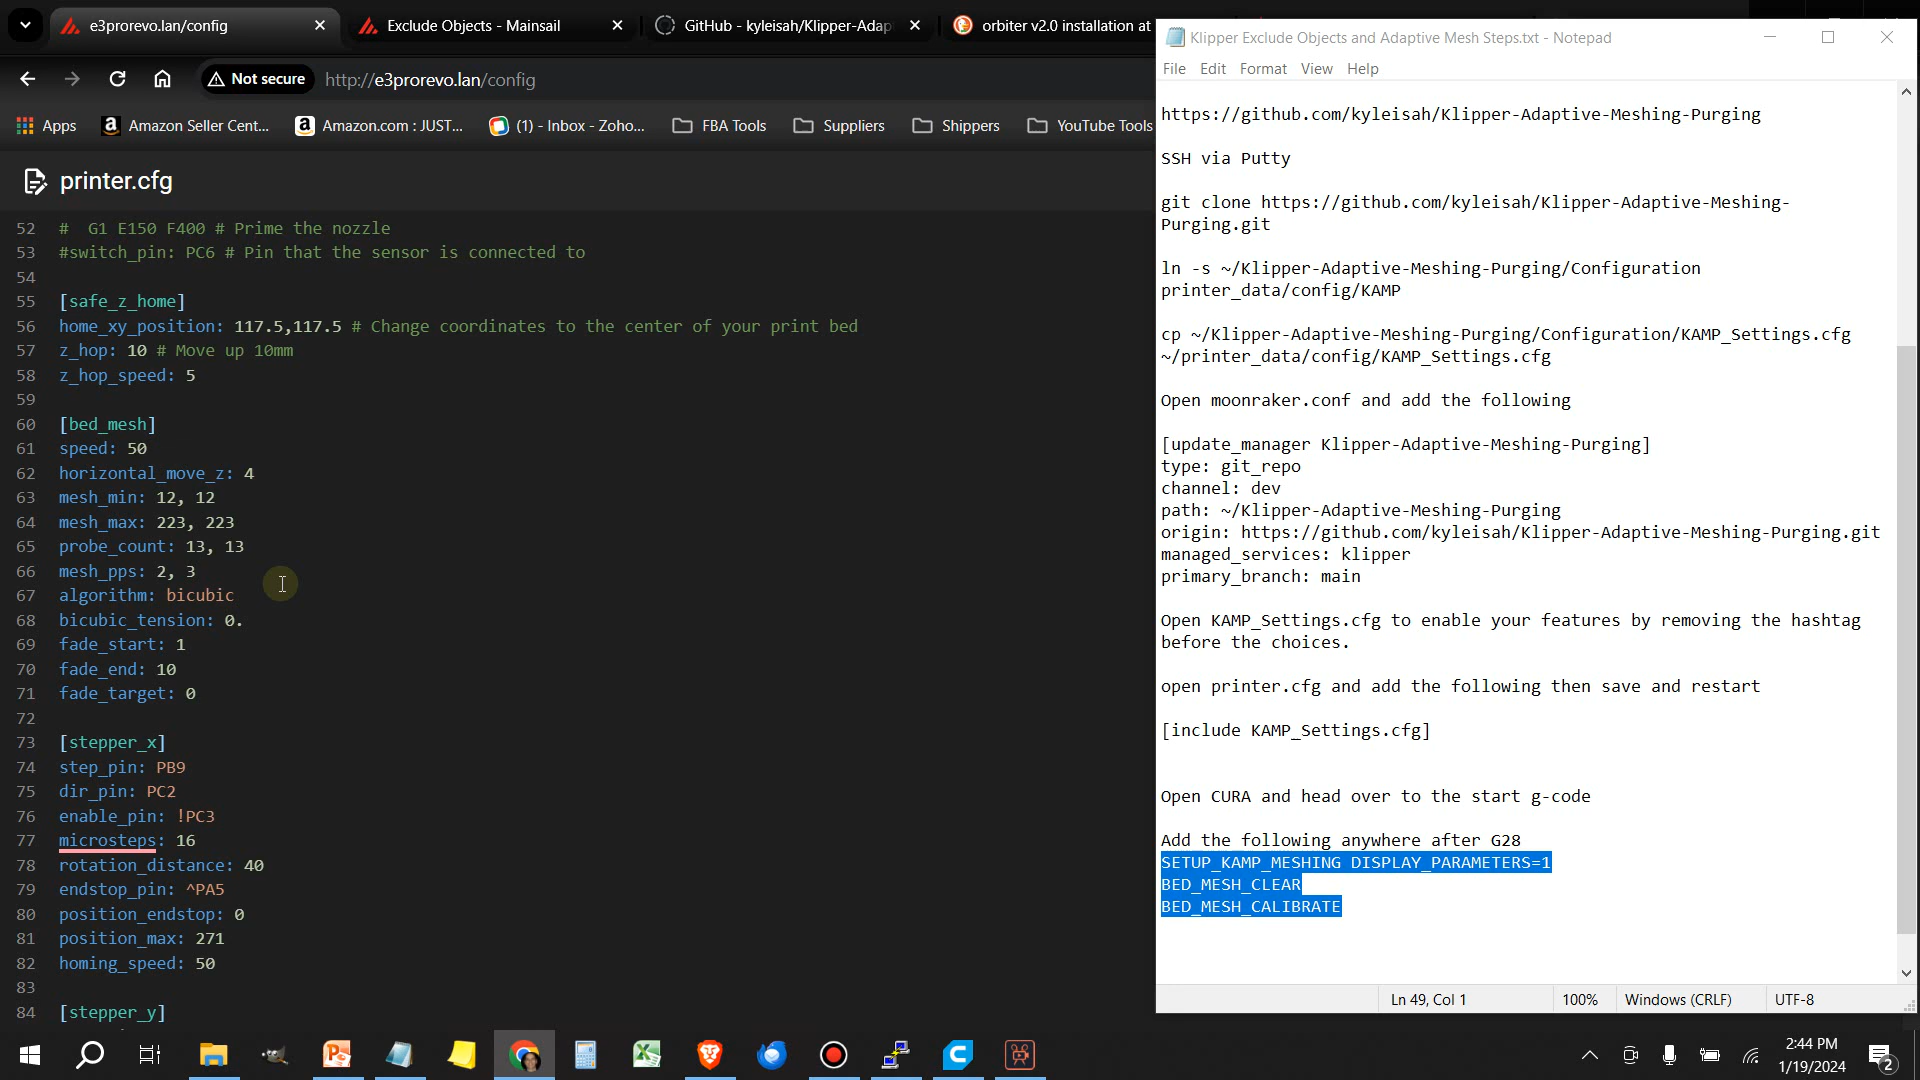 e3prorevo.lan/config
Exclude Objects - Mainsail
GitHub - kyleisah/Klipper-Adap
orbiter v2.0 installation at
Not secure
http://e3prorevo.lan/config
Apps
Amazon Seller Cent...
Amazon.com : JUST...
(1) - Inbox - Zoho...
FBA Tools
Suppliers
Shippers
YouTube Tools
printer.cfg
52 # G1 E150 F400 # Prime the nozzle
53 #switch_pin: PC6 # Pin that the sensor is connected to
54
55 [safe_z_home]
56 home_xy_position: 117.5,117.5 # Change coordinates to the center of your print bed
57 z_hop: 10 # Move up 10mm
58 z_hop_speed: 5
59
60 [bed_mesh]
61 speed: 50
62 horizontal_move_z: 4
63 mesh_min: 12, 12
64 mesh_max: 223, 223
65 probe_count: 13, 13
66 mesh_pps: 2, 3
67 algorithm: bicubic
68 bicubic_tension: 0.
69 fade_start: 1
70 fade_end: 10
71 fade_target: 0
72
73 [stepper_x]
74 step_pin: PB9
75 dir_pin: PC2
76 enable_pin: !PC3
77 microsteps: 16
78 rotation_distance: 40
79 endstop_pin: ^PA5
80 position_endstop: 0
81 position_max: 271
82 homing_speed: 50
83
84 [stepper_y]
Klipper Exclude Objects and Adaptive Mesh Steps.txt - Notepad
File Edit Format View Help
https://github.com/kyleisah/Klipper-Adaptive-Meshing-Purging
SSH via Putty
git clone https://github.com/kyleisah/Klipper-Adaptive-Meshing-
Purging.git
ln -s ~/Klipper-Adaptive-Meshing-Purging/Configuration
printer_data/config/KAMP
cp ~/Klipper-Adaptive-Meshing-Purging/Configuration/KAMP_Settings.cfg
~/printer_data/config/KAMP_Settings.cfg
Open moonraker.conf and add the following
[update_manager Klipper-Adaptive-Meshing-Purging]
type: git_repo
channel: dev
path: ~/Klipper-Adaptive-Meshing-Purging
origin: https://github.com/kyleisah/Klipper-Adaptive-Meshing-Purging.git
managed_services: klipper
primary_branch: main
Open KAMP_Settings.cfg to enable your features by removing the hashtag
before the choices.
open printer.cfg and add the following then save and restart
[include KAMP_Settings.cfg]
Open CURA and head over to the start g-code
Add the following anywhere after G28
SETUP_KAMP_MESHING DISPLAY_PARAMETERS=1
BED_MESH_CLEAR
BED_MESH_CALIBRATE
Ln 49, Col 1
100%
Windows (CRLF)
UTF-8
2:44 PM
1/19/2024
2